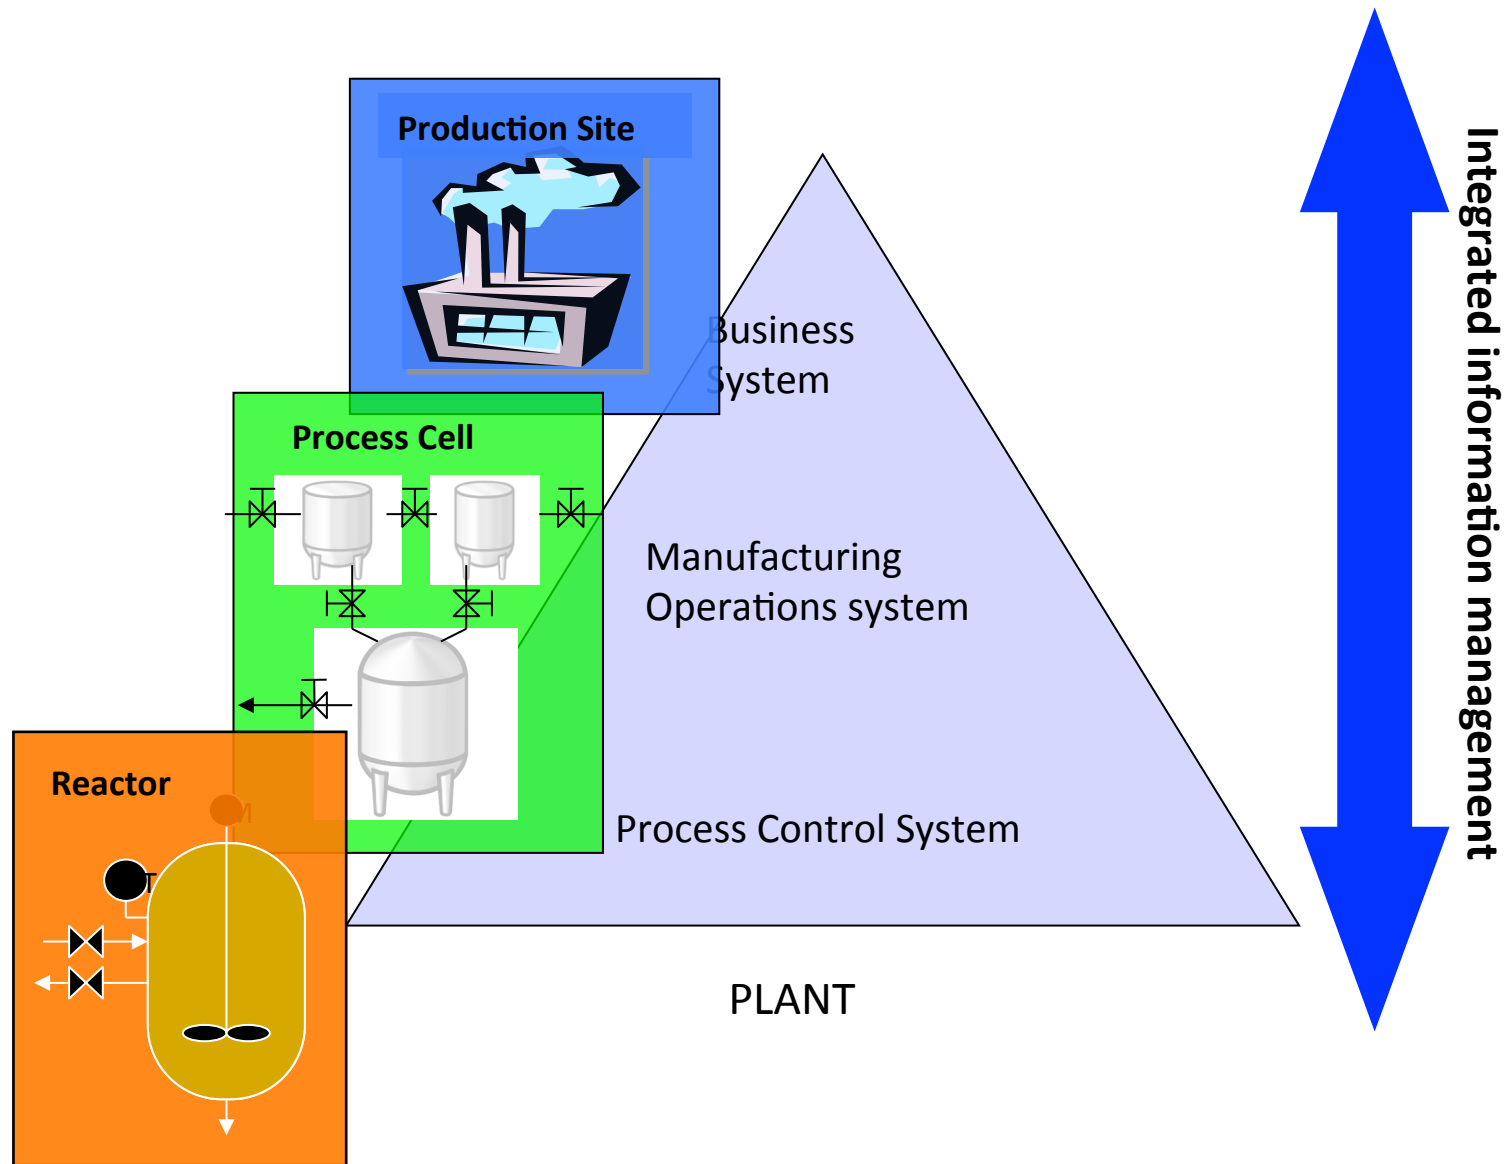 Production Site
Business
System
Process Cell
Manufacturing
Operations system
Reactor
M
Process Control System
T
PLANT
Integrated information management